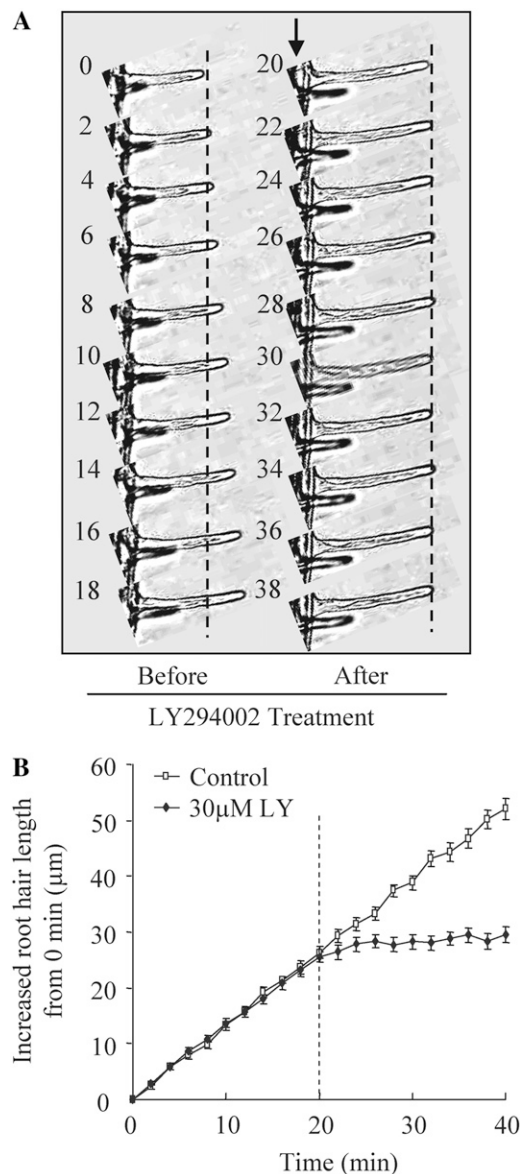 A
0 20
2 22
4 24
6 26
8 28
10 30
12 32
14 34
16 36
18 38
Before After
LY294002 Treatment
B
Control
30μM LY
Increased root hair length
from 0 min (μm)
60
50
40
30
20
10
0
0 10 20 30 40
Time (min)